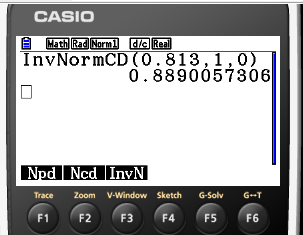 CASIO
Math Rad Norm1 d/c Real
InvNormCD(0.813,1,0)
0.8890057306
Npd Ncd InvN
Trace Zoom V-Window Sketch G-Solv G↔T
F1 F2 F3 F4 F5 F6